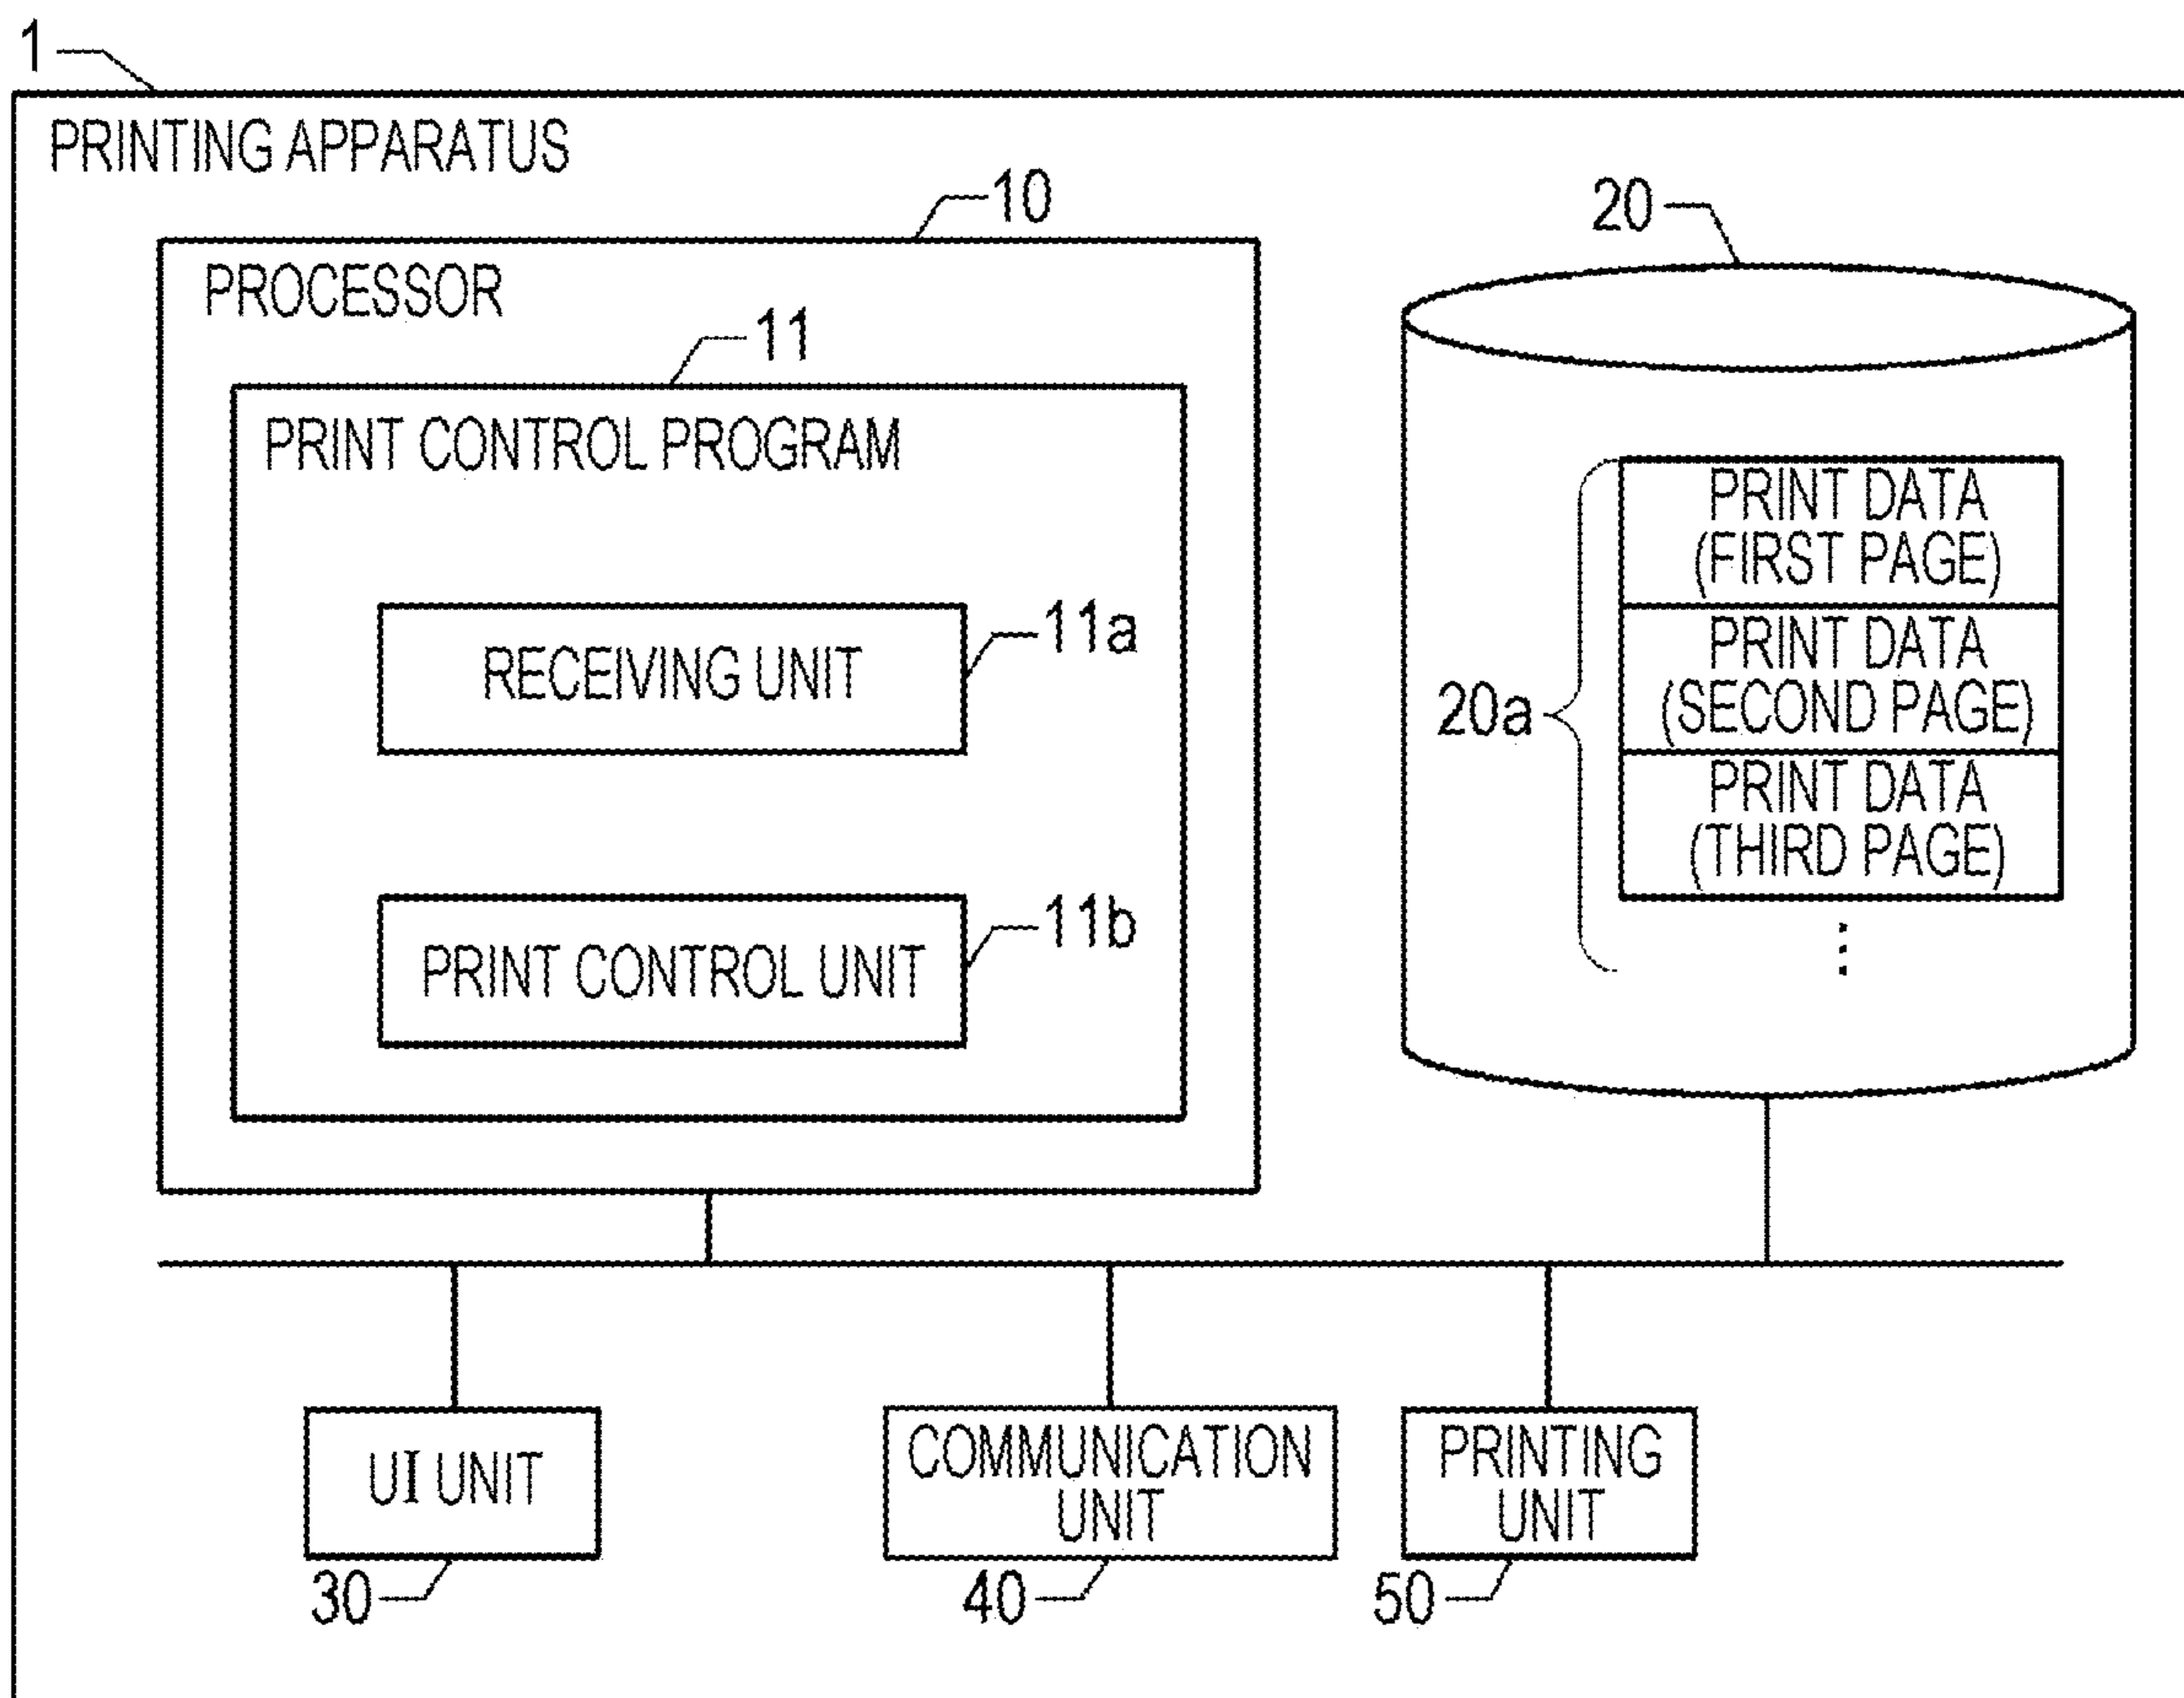 1
PRINTING APPARATUS
10
20
PROCESSOR
11
PRINT CONTROL PROGRAM
PRINT DATA
(FIRST PAGE)
RECEIVING UNIT
11a
PRINT DATA
(SECOND PAGE)
20a
PRINT DATA
(THIRD PAGE)
PRINT CONTROL UNIT
11b
⋮
UI UNIT
COMMUNICATION
UNIT
PRINTING
UNIT
30
40
50